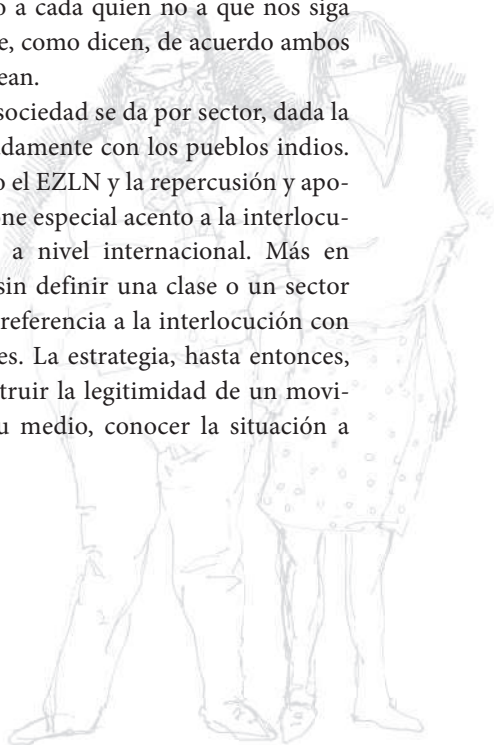 o a cada quien no a que nos siga
e, como dicen, de acuerdo ambos
ean.
sociedad se da por sector, dada la
damente con los pueblos indios.
o el EZLN y la repercusión y apo-
one especial acento a la interlocu-
a nivel internacional. Más en
sin definir una clase o un sector
referencia a la interlocución con
es. La estrategia, hasta entonces,
truir la legitimidad de un movi-
u medio, conocer la situación a